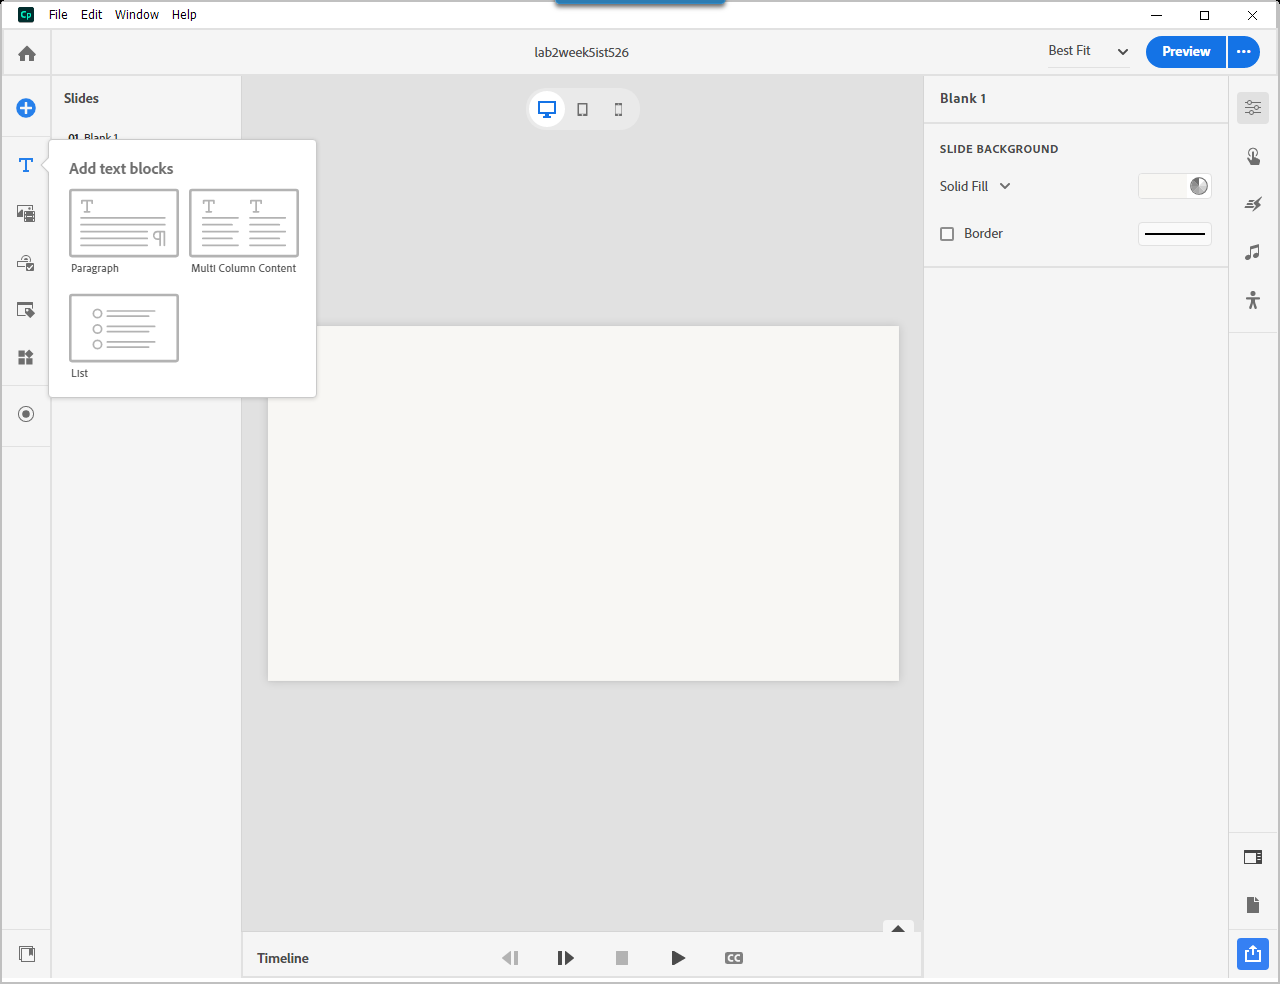 Cp File Edit Window Help
lab2week5ist526
Best Fit
Preview
Slides
01 Blank 1
Add text blocks
Paragraph
Multi Column Content
List
Blank 1
SLIDE BACKGROUND
Solid Fill
Border
Timeline
CC